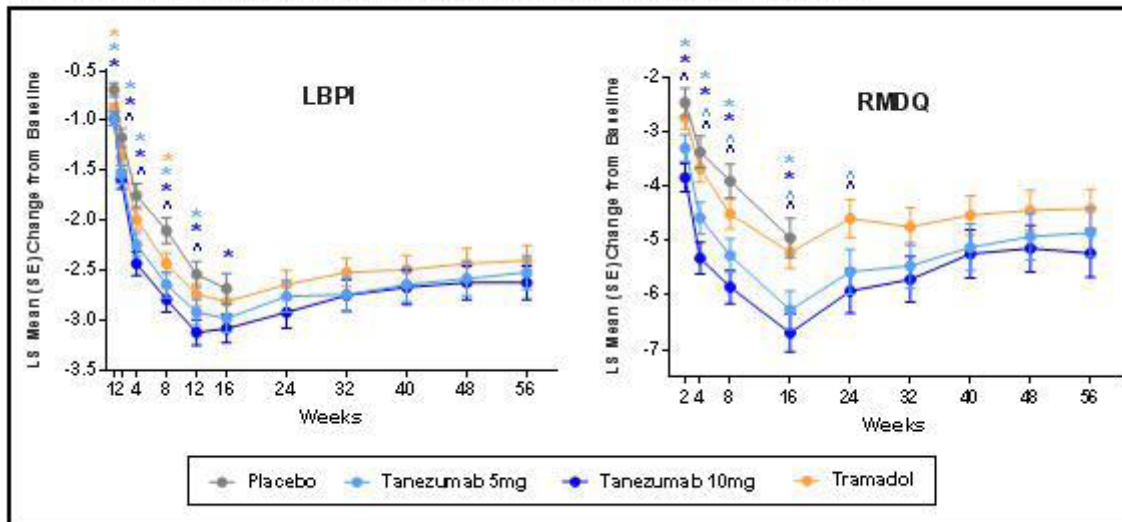 LBPI
LS Mean (SE) Change from Baseline
-0.5
-1.0
-1.5
-2.0
-2.5
-3.0
-3.5
12 4 8 12 16 24 32 40 48 56
Weeks
RMDQ
LS Mean (SE) Change from Baseline
-2
-3
-4
-5
-6
-7
2 4 8 16 24 32 40 48 56
Weeks
Placebo Tanezumab 5mg Tanezumab 10mg Tramadol